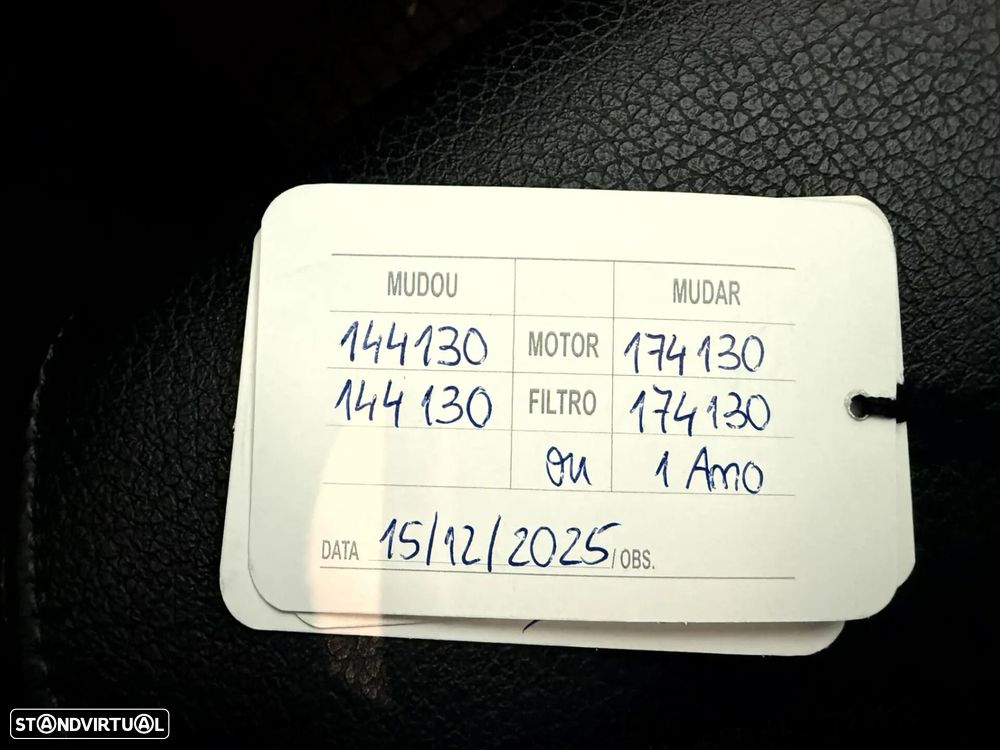 MUDOU MUDAR
144130 MOTOR 174130
144130 FILTRO 174130
ou 1 Ano
DATA 15/12/2025 / OBS.
STANDVIRTUAL